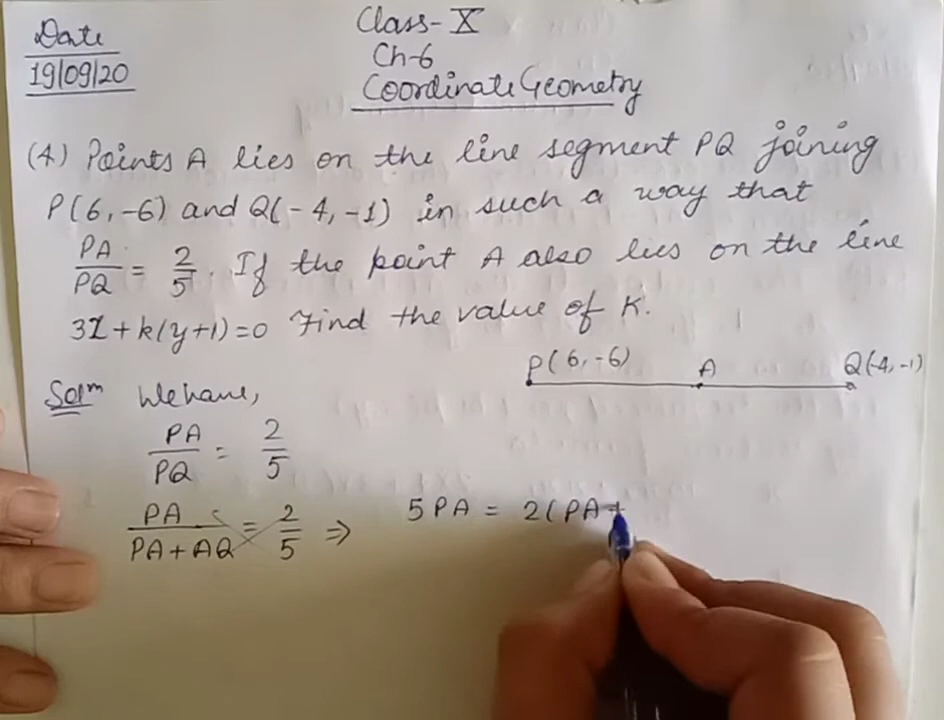 Date
19/09/20
Class-X
Ch-6
Coordinate Geometry
(4) Points A lies on the line segment PQ joining
P(6,-6) and Q(-4,-1) in such a way that
PA/PQ = 2/5. If the point A also lies on the line
3x+k(y+1)=0 Find the value of K.
P(6,-6) A Q(-4,-1)
Solm We have,
PA/PQ = 2/5
PA/PA+AQ = 2/5 ⇒ 5PA = 2(PA+